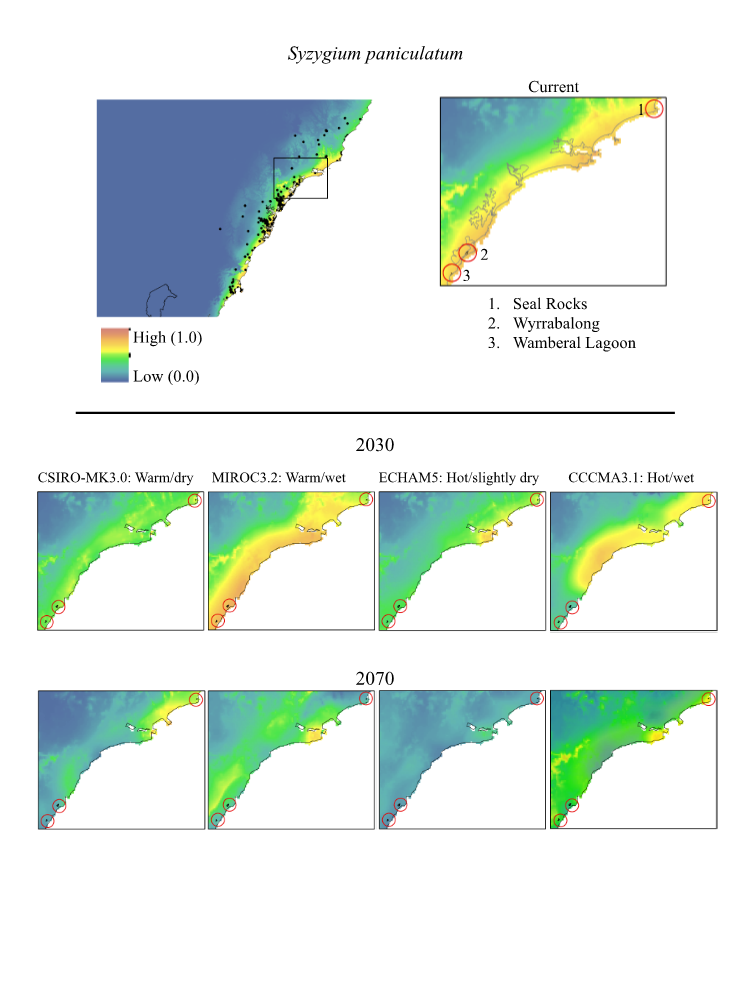 Syzygium paniculatum
Current
1
2
3
High (1.0)
Low (0.0)
1. Seal Rocks
2. Wyrrabalong
3. Wamberal Lagoon
2030
CSIRO-MK3.0: Warm/dry
MIROC3.2: Warm/wet
ECHAM5: Hot/slightly dry
CCCMA3.1: Hot/wet
2070